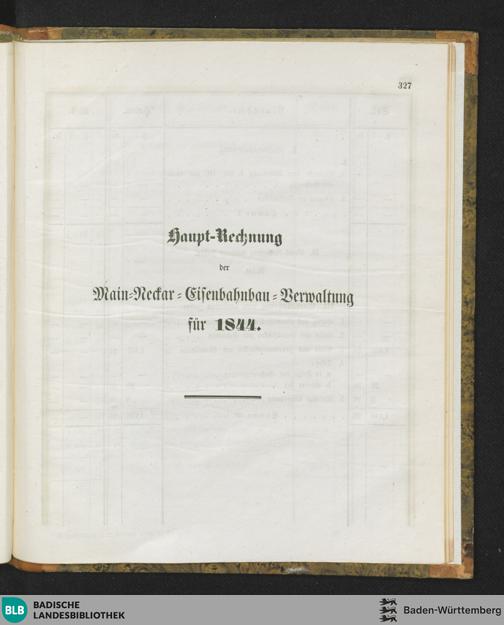 327
Haupt-Rechnung
der
Main-Neckar-Eisenbahnbau-Verwaltung
für 1844.
BLB BADISCHE
LANDESBIBLIOTHEK
Baden-Württemberg